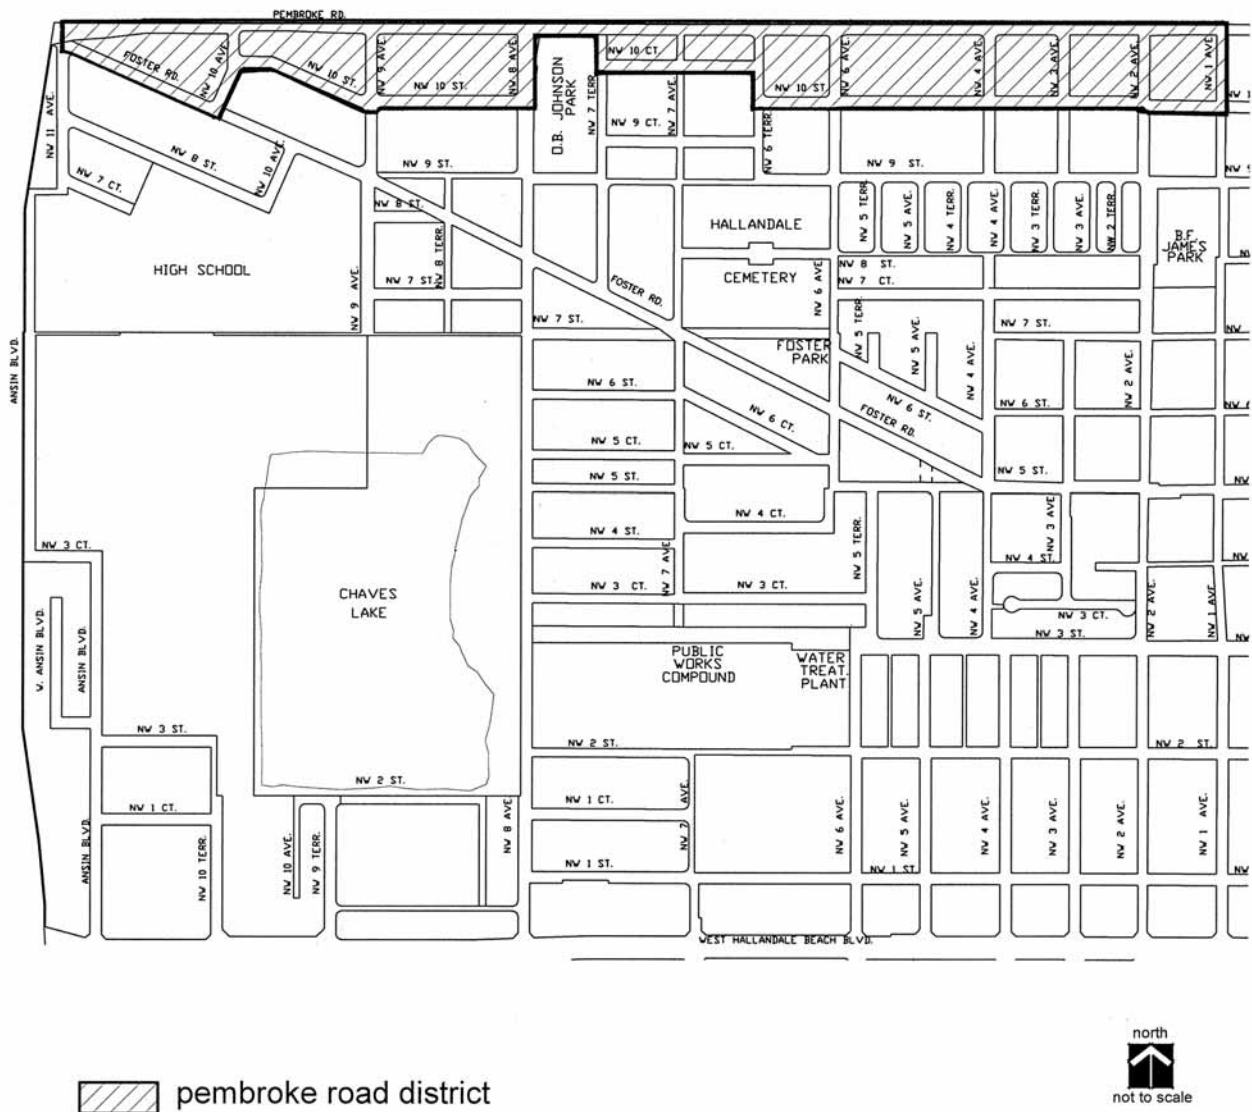 PEMBROKE RD.
FOSTER RD.
NW 10 AVE.
NW 10 ST.
NW 9 AVE.
NW 10 ST.
NW 8 AVE.
O.B. JOHNSON
PARK
NW 7 TERR.
NW 10 CT.
NW 7 AVE.
NW 10 ST.
NW 6 AVE.
NW 4 AVE.
NW 3 AVE.
NW 2 AVE.
NW 1 AVE.
NW 11 AVE.
NW 8 ST.
NW 10 AVE.
NW 7 CT.
NW 9 ST.
NW 9 CT.
NW 6 TERR.
NW 9 ST.
NW 8 ST.
NW 8 TERR.
NW 7 ST.
NW 9 AVE.
HIGH SCHOOL
HALLANDALE
CEMETERY
NW 6 AVE.
NW 5 TERR.
NW 5 AVE.
NW 4 TERR.
NW 4 AVE.
NW 3 TERR.
NW 3 AVE.
NW 2 TERR.
B.F.
JAMES
PARK
NW 8 ST.
NW 7 CT.
FOSTER RD.
NW 7 ST.
NW 7 ST.
ANSIN BLVD.
FOSTER
PARK
NW 5 TERR.
NW 5 AVE.
NW 4 AVE.
NW 2 AVE.
NW 6 ST.
NW 6 CT.
NW 6 ST.
FOSTER RD.
NW 6 ST.
NW 5 CT.
NW 5 CT.
NW 5 ST.
NW 5 ST.
NW 4 CT.
NW 4 ST.
NW 3 AVE
NW 4 ST.
NW 3 CT.
NW 7 AVE
NW 5 TERR.
NW 3 CT.
NW 3 CT.
NW 5 AVE.
NW 4 AVE.
NW 3 CT.
NW 3 ST.
NW 2 AVE.
NW 1 AVE.
CHAVES
LAKE
W. ANSIN BLVD.
ANSIN BLVD.
PUBLIC
WORKS
COMPOUND
WATER
TREAT.
PLANT
NW 3 ST.
NW 2 ST.
NW 2 ST.
NW 2 ST.
NW 1 CT.
NW 1 CT.
NW 7 AVE.
NW 8 AVE
NW 6 AVE.
NW 5 AVE.
NW 4 AVE.
NW 3 AVE.
NW 2 AVE.
NW 1 AVE.
ANSIN BLVD.
NW 10 TERR.
NW 10 AVE.
NW 9 TERR.
NW 1 ST.
NW 1 ST.
WEST HALLANDALE BEACH BLVD.
north
not to scale
pembroke road district